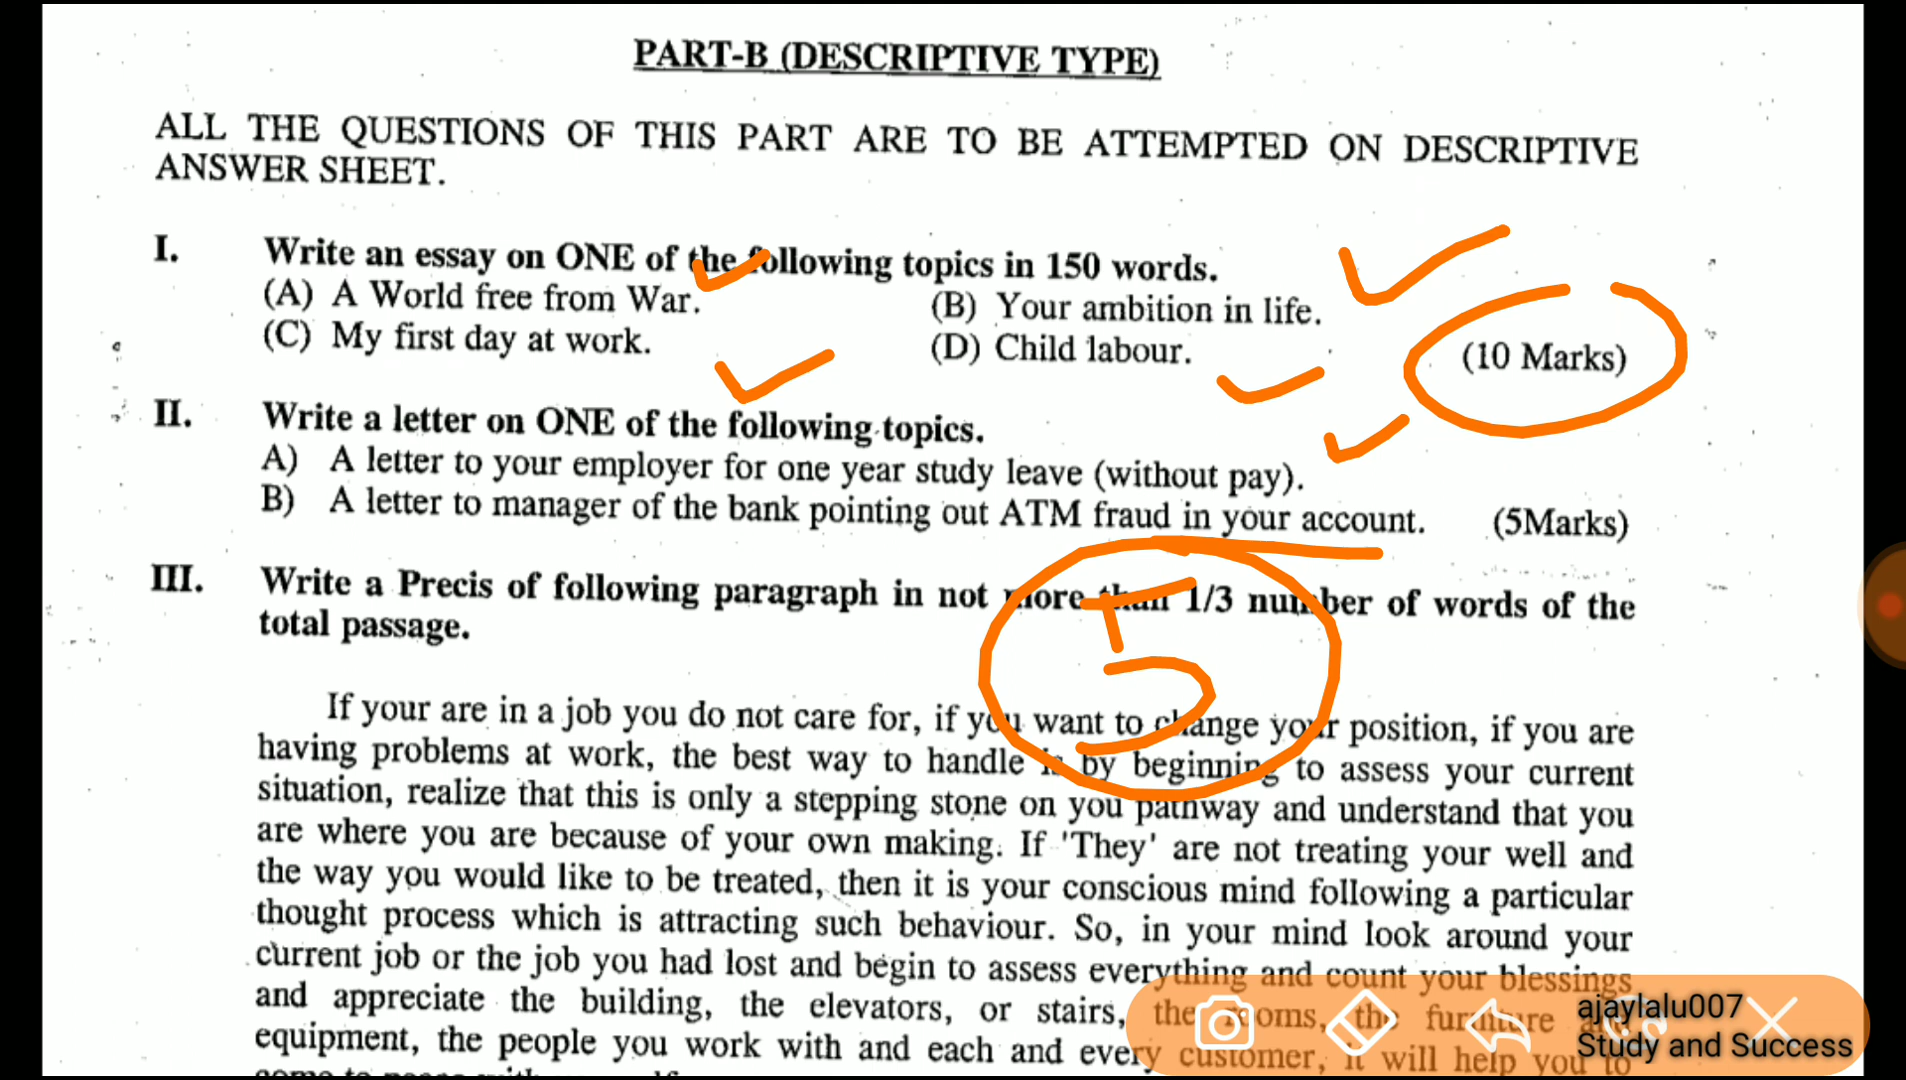 PART-B (DESCRIPTIVE TYPE)
ALL THE QUESTIONS OF THIS PART ARE TO BE ATTEMPTED ON DESCRIPTIVE
ANSWER SHEET.
I. Write an essay on ONE of the following topics in 150 words.
(A) A World free from War. (B) Your ambition in life.
(C) My first day at work. (D) Child labour. (10 Marks)
II. Write a letter on ONE of the following topics.
A) A letter to your employer for one year study leave (without pay).
B) A letter to manager of the bank pointing out ATM fraud in your account. (5Marks)
III. Write a Precis of following paragraph in not more than 1/3 number of words of the
total passage.
5
If your are in a job you do not care for, if you want to change your position, if you are
having problems at work, the best way to handle is by beginning to assess your current
situation, realize that this is only a stepping stone on you pathway and understand that you
are where you are because of your own making. If 'They' are not treating your well and
the way you would like to be treated, then it is your conscious mind following a particular
thought process which is attracting such behaviour. So, in your mind look around your
current job or the job you had lost and begin to assess everything and count your blessings
and appreciate the building, the elevators, or stairs, the rooms, the furniture
equipment, the people you work with and each and every customer, it will help you to
ajaylalu007
Study and Success